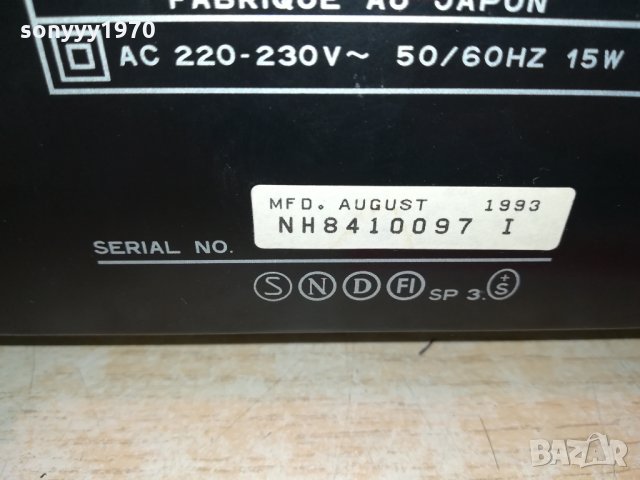 sonyyy1970
FABRIQUE AU JAPON
AC 220-230V~ 50/60HZ 15W
MFD. AUGUST 1993
NH8410097 I
SERIAL NO.
S N D FI SP 3. +S
BAZAR